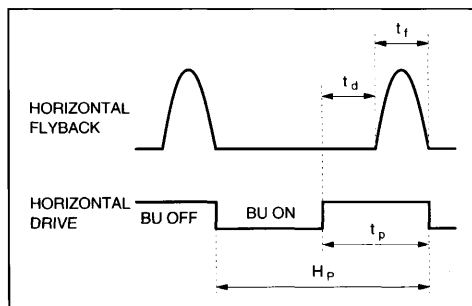 t_f
t_d
HORIZONTAL
FLYBACK
HORIZONTAL
DRIVE
BU OFF
BU ON
t_p
H_P